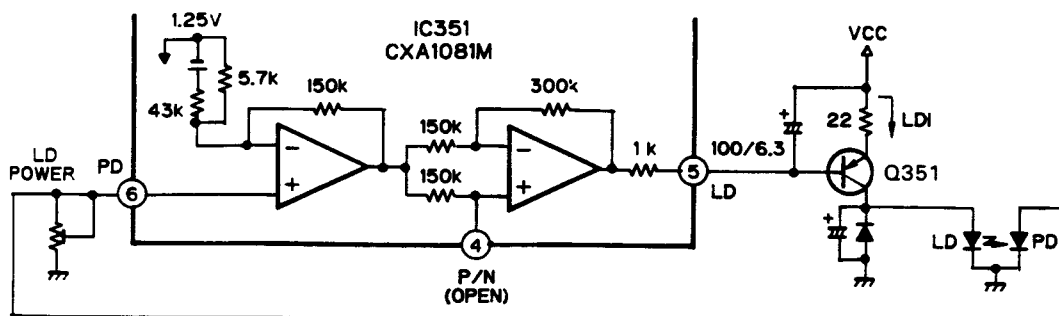 1.25V
IC351
CXA1081M
VCC
5.7k
43k
150k
300k
150k
150k
1k
100/6.3
22
LDI
LD
POWER
PD
6
5
LD
Q351
4
P/N
(OPEN)
LD
PD